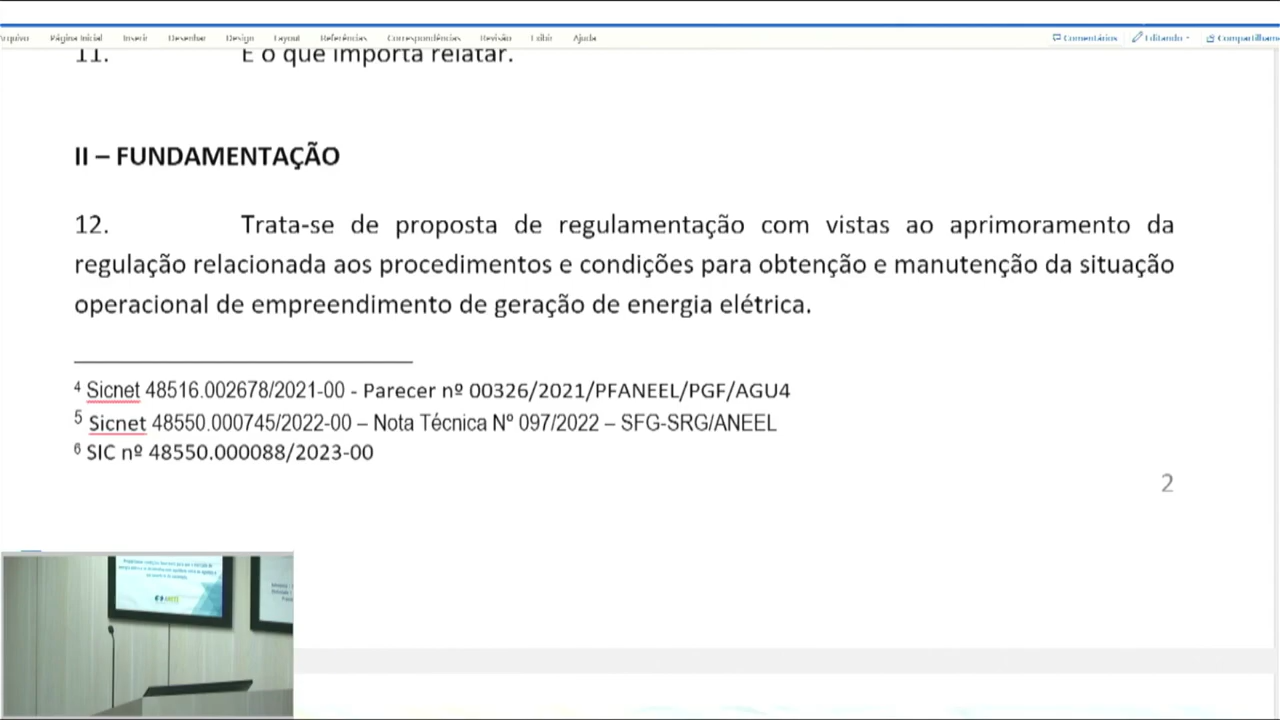 Arquivo Página Inicial Inserir Desenhar Design Layout Referências Correspondências Revisão Exibir Ajuda Comentários Editando Compartilhamento
11. É o que importa relatar.
II – FUNDAMENTAÇÃO
12. Trata-se de proposta de regulamentação com vistas ao aprimoramento da
regulação relacionada aos procedimentos e condições para obtenção e manutenção da situação
operacional de empreendimento de geração de energia elétrica.
4 Sicnet 48516.002678/2021-00 - Parecer nº 00326/2021/PFANEEL/PGF/AGU4
5 Sicnet 48550.000745/2022-00 – Nota Técnica Nº 097/2022 – SFG-SRG/ANEEL
6 SIC nº 48550.000088/2023-00
2